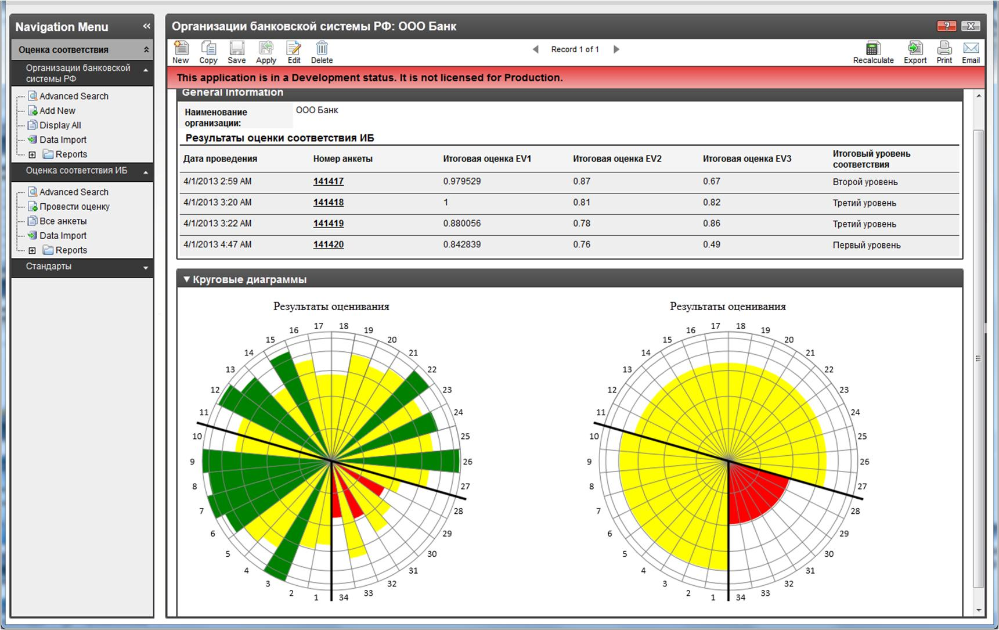 Navigation Menu
«
Оценка соответствия
Организации банковской
системы РФ
Advanced Search
Add New
Display All
Data Import
Reports
Оценка соответствия ИБ
Advanced Search
Провести оценку
Все анкеты
Data Import
Reports
Стандарты
Организации банковской системы РФ: ООО Банк
? X
New Copy Save Apply Edit Delete
Record 1 of 1
Recalculate Export Print Email
This application is in a Development status. It is not licensed for Production.
General Information
Наименование
организации:
ООО Банк
Результаты оценки соответствия ИБ
Дата проведения Номер анкеты Итоговая оценка EV1 Итоговая оценка EV2 Итоговая оценка EV3 Итоговый уровень
соответствия
4/1/2013 2:59 AM 141417 0.979529 0.87 0.67 Второй уровень
4/1/2013 3:20 AM 141418 1 0.81 0.82 Третий уровень
4/1/2013 3:22 AM 141419 0.880056 0.78 0.86 Третий уровень
4/1/2013 4:47 AM 141420 0.842839 0.76 0.49 Первый уровень
▼ Круговые диаграммы
Результаты оценивания
1
2
3
4
5
6
7
8
9
10
11
12
13
14
15
16
17
18
19
20
21
22
23
24
25
26
27
28
29
30
31
32
33
34
Результаты оценивания
1
2
3
4
5
6
7
8
9
10
11
12
13
14
15
16
17
18
19
20
21
22
23
24
25
26
27
28
29
30
31
32
33
34